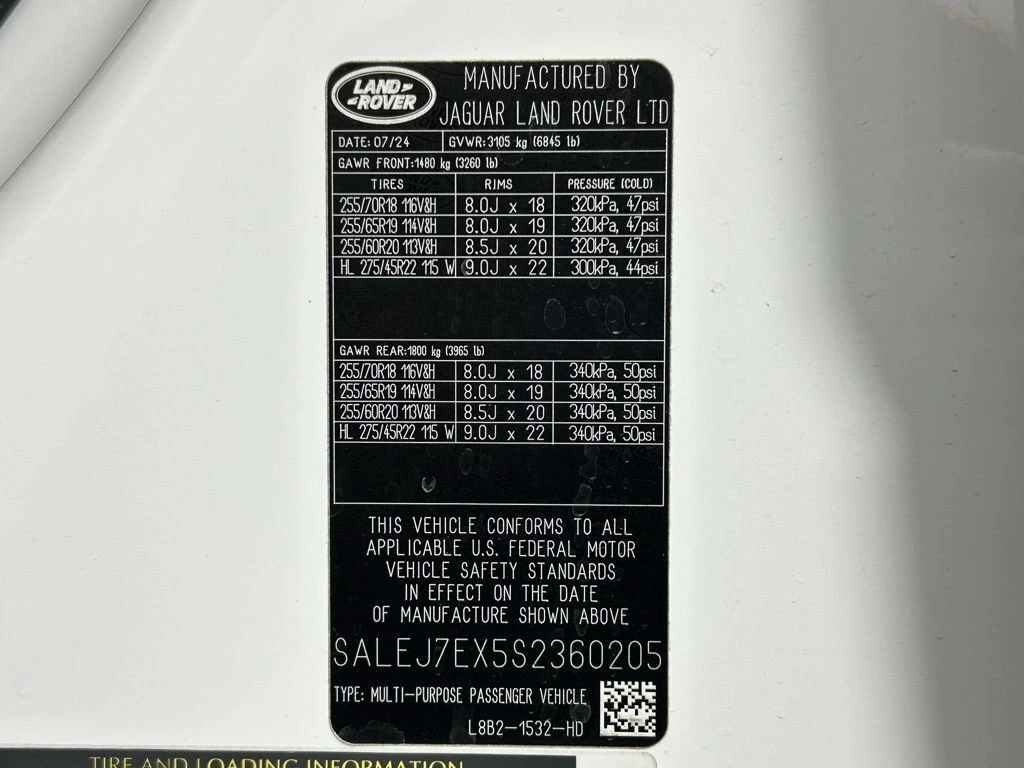 LAND-
-ROVER
MANUFACTURED BY
JAGUAR LAND ROVER LTD
DATE: 07/24 GVWR: 3105 kg (6845 lb)
GAWR FRONT: 1480 kg (3260 lb)
TIRES RIMS PRESSURE (COLD)
255/70R18 116V&H 8.0J x 18 320kPa, 47psi
255/65R19 114V&H 8.0J x 19 320kPa, 47psi
255/60R20 113V&H 8.5J x 20 320kPa, 47psi
HL 275/45R22 115 W 9.0J x 22 300kPa, 44psi
GAWR REAR: 1800 kg (3965 lb)
255/70R18 116V&H 8.0J x 18 340kPa, 50psi
255/65R19 114V&H 8.0J x 19 340kPa, 50psi
255/60R20 113V&H 8.5J x 20 340kPa, 50psi
HL 275/45R22 115 W 9.0J x 22 340kPa, 50psi
THIS VEHICLE CONFORMS TO ALL
APPLICABLE U.S. FEDERAL MOTOR
VEHICLE SAFETY STANDARDS
IN EFFECT ON THE DATE
OF MANUFACTURE SHOWN ABOVE
SALEJ7EX5S2360205
TYPE: MULTI-PURPOSE PASSENGER VEHICLE
L8B2-1532-HD
TIRE AND LOADING INFORMATION